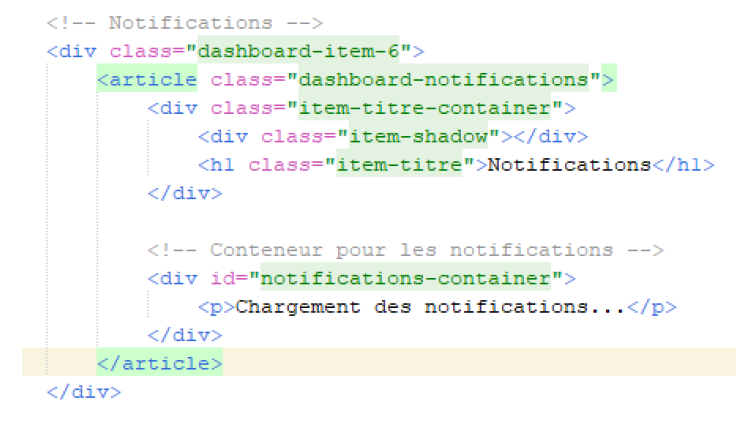 <!-- Notifications -->
<div class="dashboard-item-6">
    <article class="dashboard-notifications">
        <div class="item-titre-container">
            <div class="item-shadow"></div>
            <h1 class="item-titre">Notifications</h1>
        </div>

        <!-- Conteneur pour les notifications -->
        <div id="notifications-container">
            <p>Chargement des notifications...</p>
        </div>
    </article>
</div>